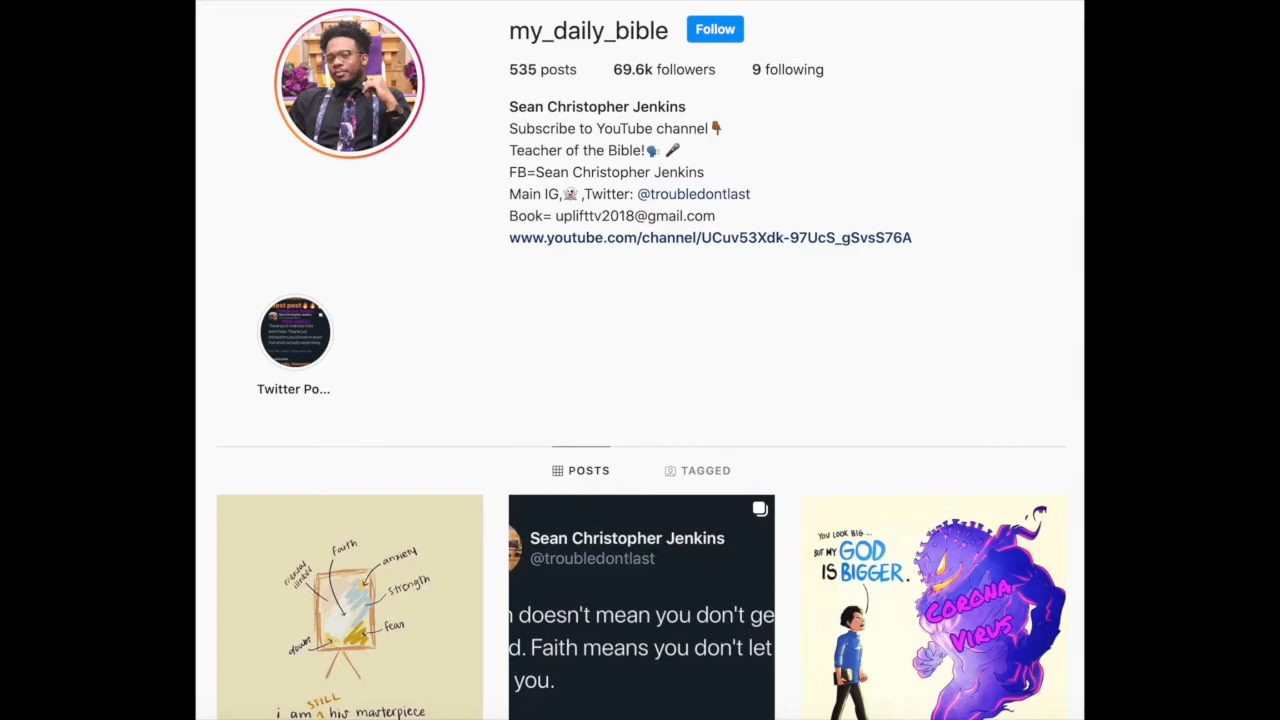 my_daily_bible Follow
535 posts 69.6k followers 9 following
Sean Christopher Jenkins
Subscribe to YouTube channel👇🏾
Teacher of the Bible!🗣️ 🎤
FB=Sean Christopher Jenkins
Main IG,👻 ,Twitter: @troubledontlast
Book= uplifttv2018@gmail.com
www.youtube.com/channel/UCuv53Xdk-97UcS_gSvsS76A
Twitter Po...
POSTS TAGGED
faith
anxiety
mental
illness
strength
fear
doubt
STILL
i am ^ his masterpiece
Sean Christopher Jenkins
@troubledontlast
doesn't mean you don't ge
d. Faith means you don't let
you.
YOU LOOK BIG...
BUT MY GOD
IS BIGGER.
CORONA
VIRUS